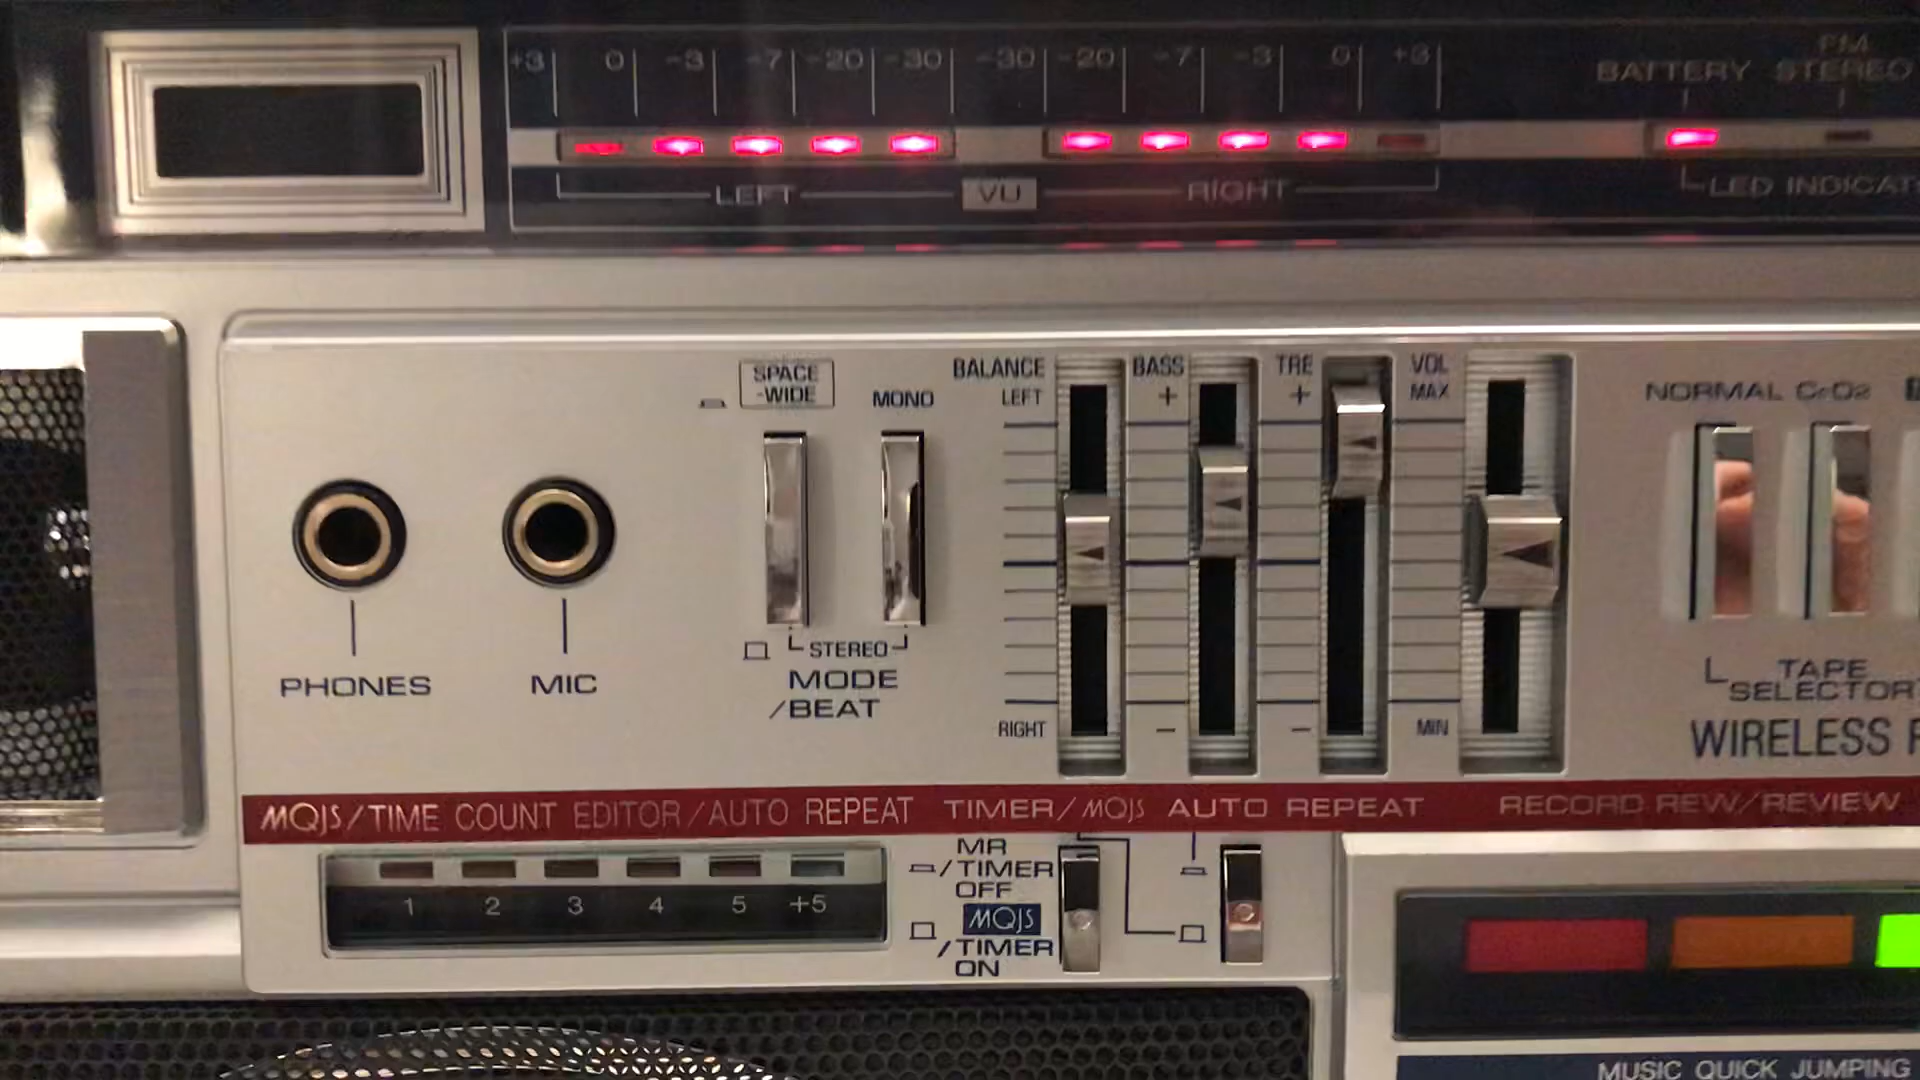 +3 0 -3 -7 -20 -30 -30 -20 -7 -3 0 +3
FM
BATTERY STEREO
LEFT VU RIGHT
LED INDICAT
SPACE
-WIDE
MONO
BALANCE
LEFT
BASS
+
TRE
+
VOL
MAX
NORMAL CrO2
PHONES
MIC
STEREO
MODE
/BEAT
RIGHT
-
-
MIN
TAPE
SELECTOR
WIRELESS
MQJS/TIME COUNT EDITOR/AUTO REPEAT TIMER/MQJS AUTO REPEAT RECORD REW/REVIEW
1 2 3 4 5 +5
MR
/TIMER
OFF
MQJS
/TIMER
ON
MUSIC QUICK JUMPING